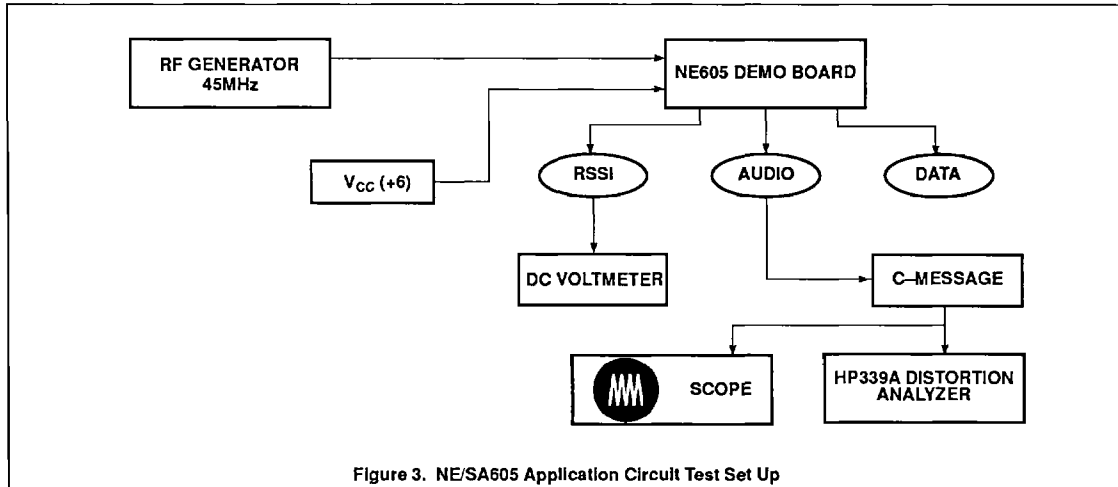 RF GENERATOR
45MHz
NE605 DEMO BOARD
VCC (+6)
RSSI
AUDIO
DATA
DC VOLTMETER
C–MESSAGE
SCOPE
HP339A DISTORTION
ANALYZER
Figure 3. NE/SA605 Application Circuit Test Set Up